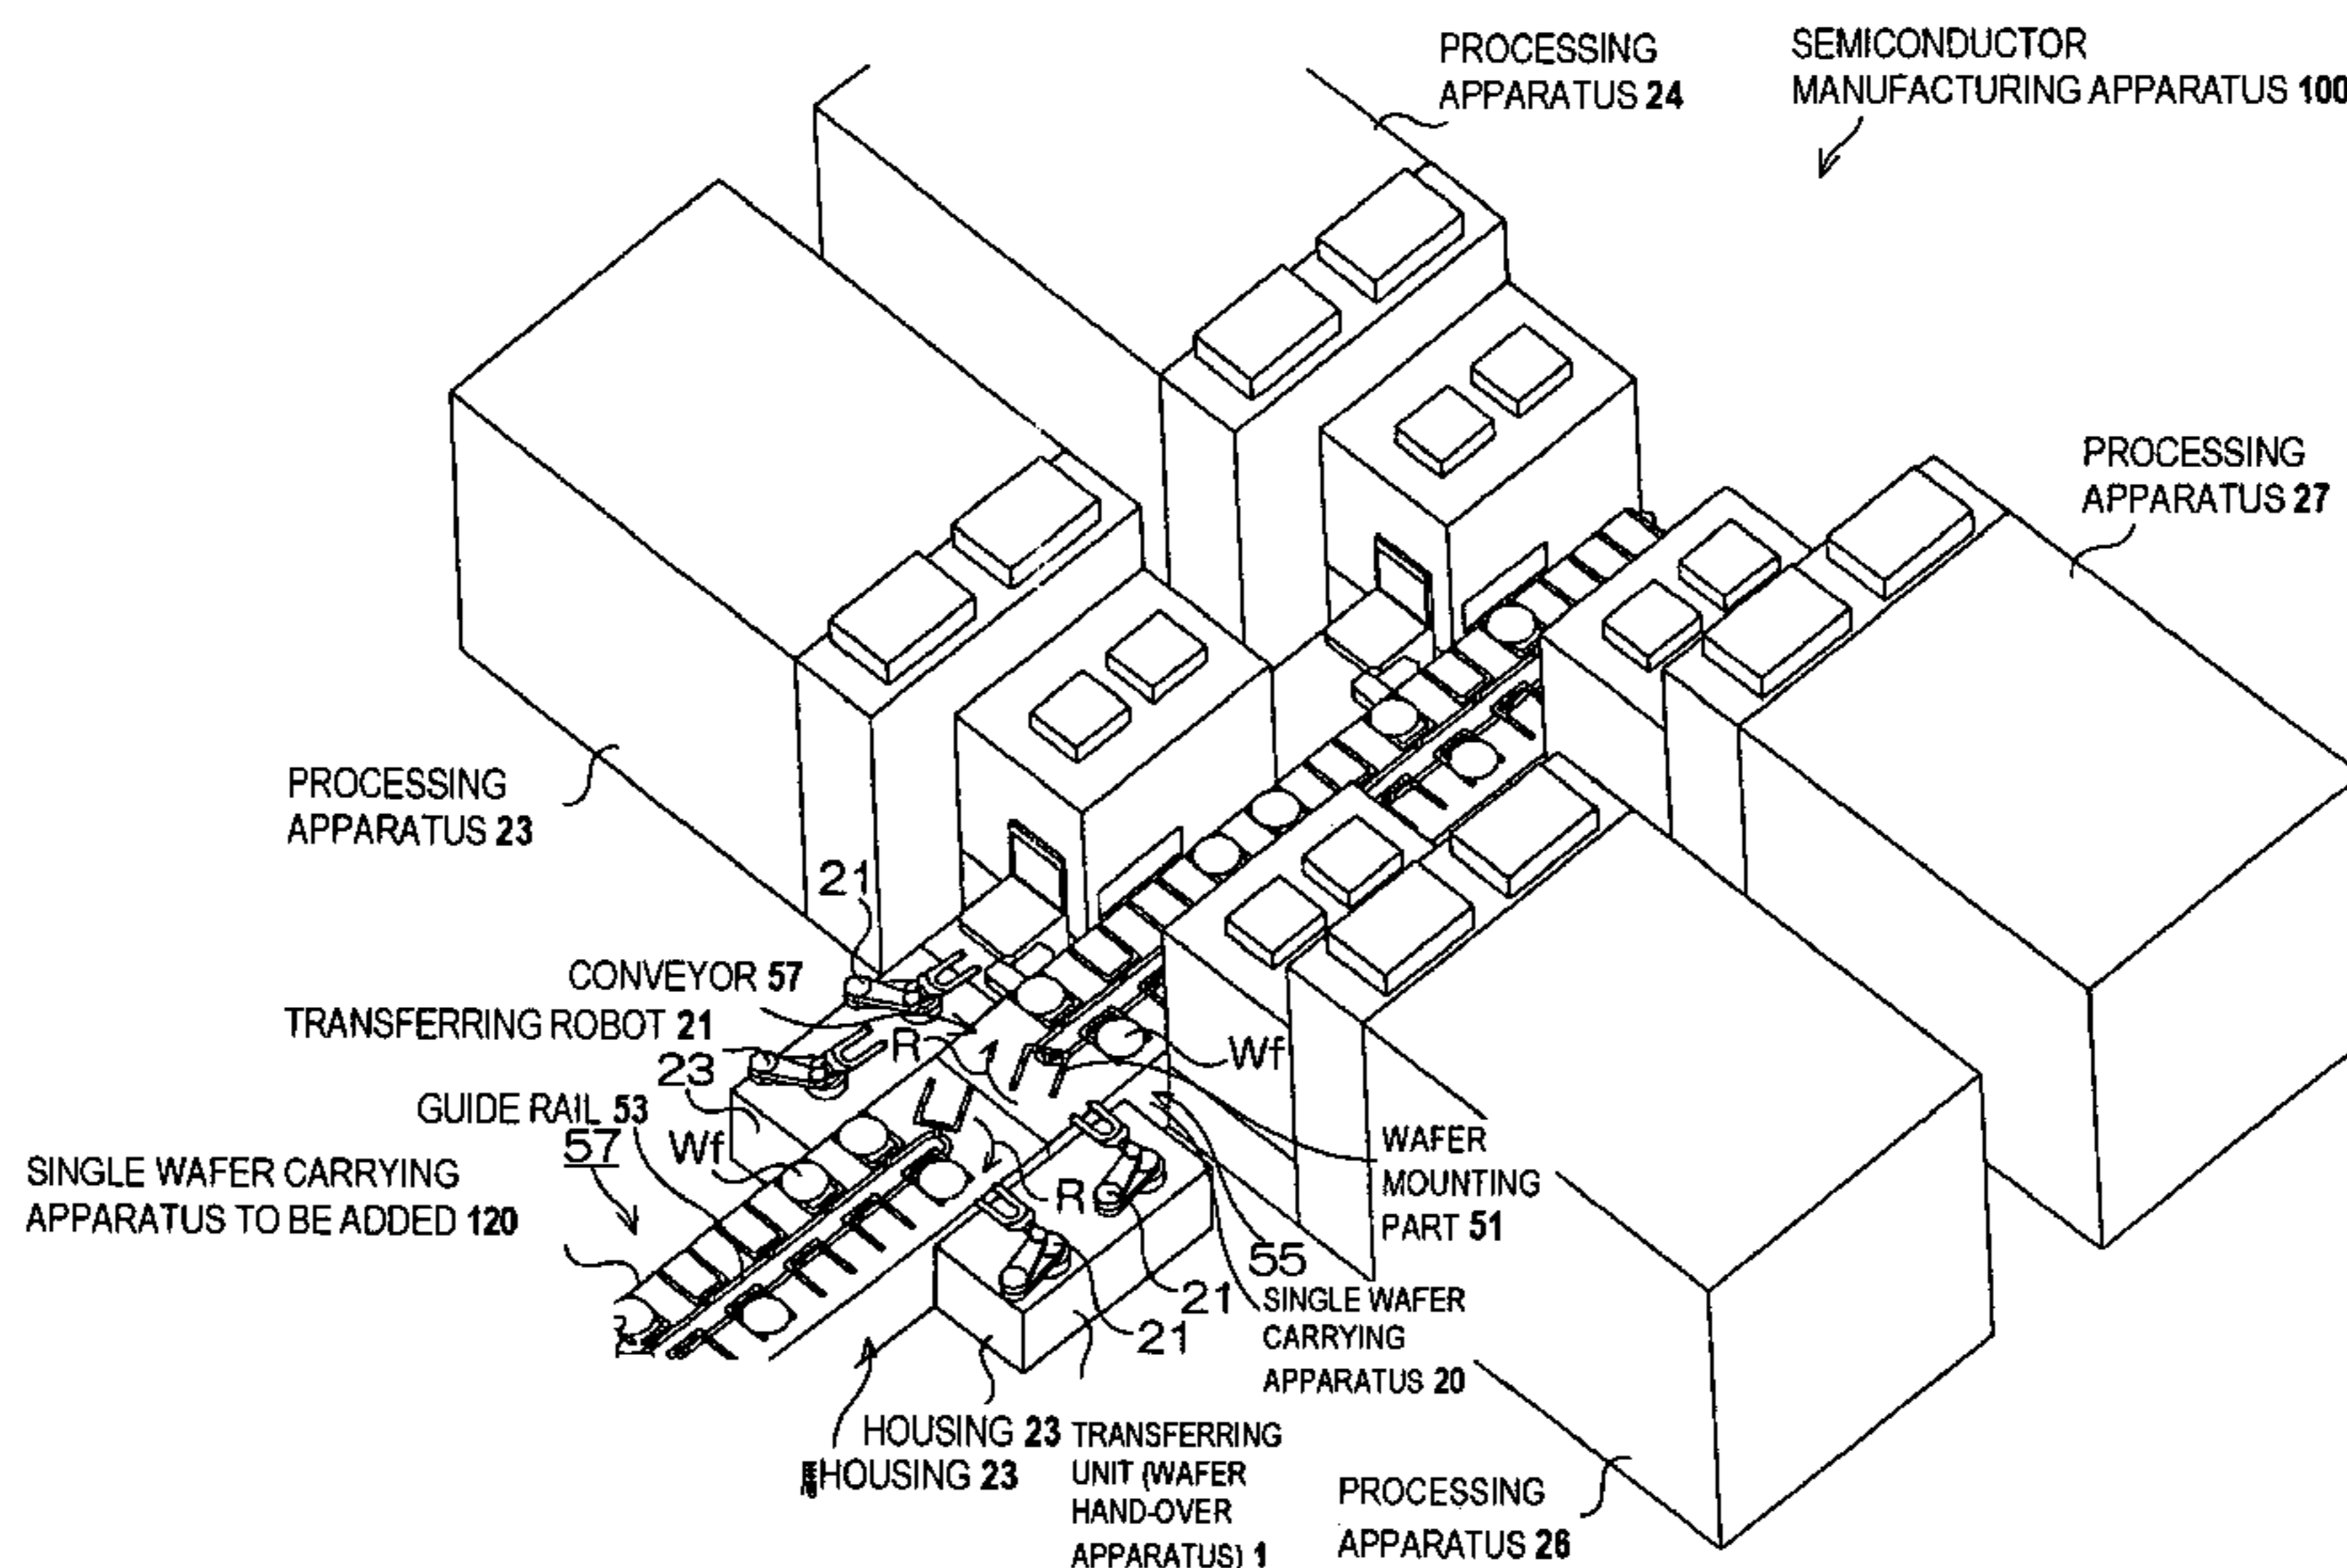 PROCESSING
APPARATUS 24
SEMICONDUCTOR
MANUFACTURING APPARATUS 100
PROCESSING
APPARATUS 27
PROCESSING
APPARATUS 23
21
CONVEYOR 57
TRANSFERRING ROBOT 21
R
Wf
23
GUIDE RAIL 53
57
Wf
SINGLE WAFER CARRYING
APPARATUS TO BE ADDED 120
R
WAFER
MOUNTING
PART 51
55
21
21
SINGLE WAFER
CARRYING
APPARATUS 20
HOUSING 23
HOUSING 23
TRANSFERRING
UNIT (WAFER
HAND-OVER
APPARATUS) 1
PROCESSING
APPARATUS 26